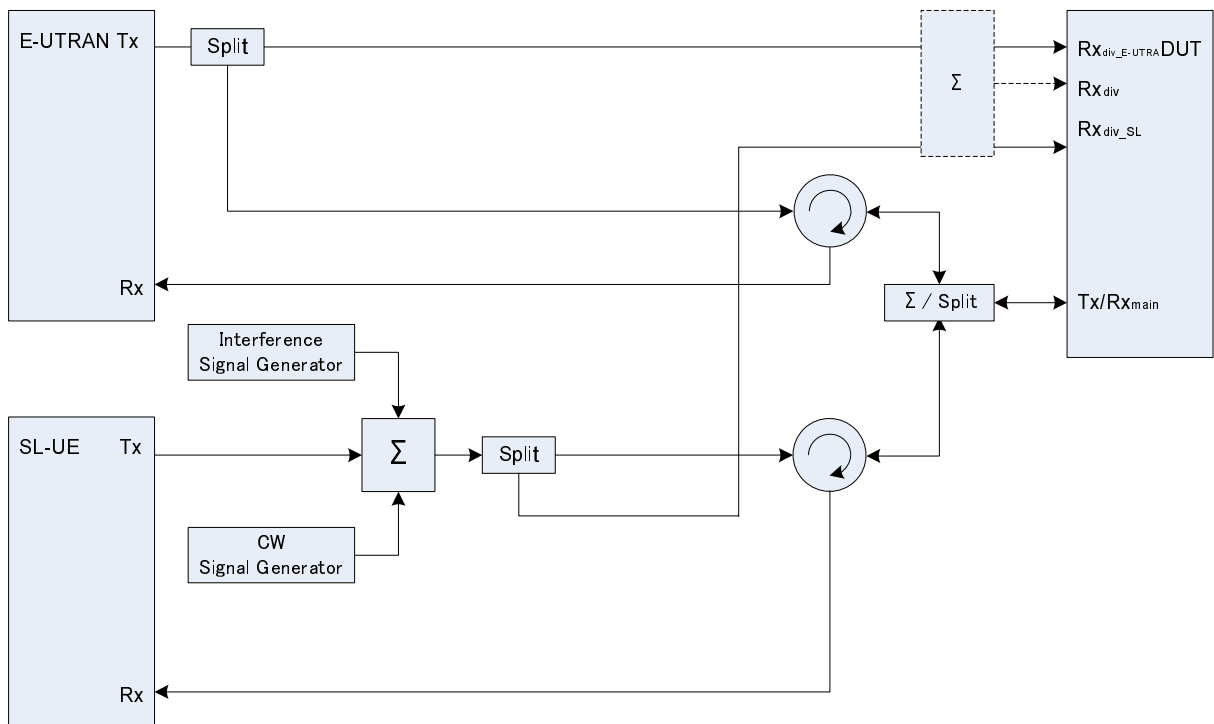 E-UTRAN Tx
Split
Σ
Rxdiv_E-UTRA DUT
Rxdiv
Rxdiv_SL
Rx
Σ / Split
Tx/Rxmain
Interference
Signal Generator
SL-UE Tx
Σ
Split
CW
Signal Generator
Rx